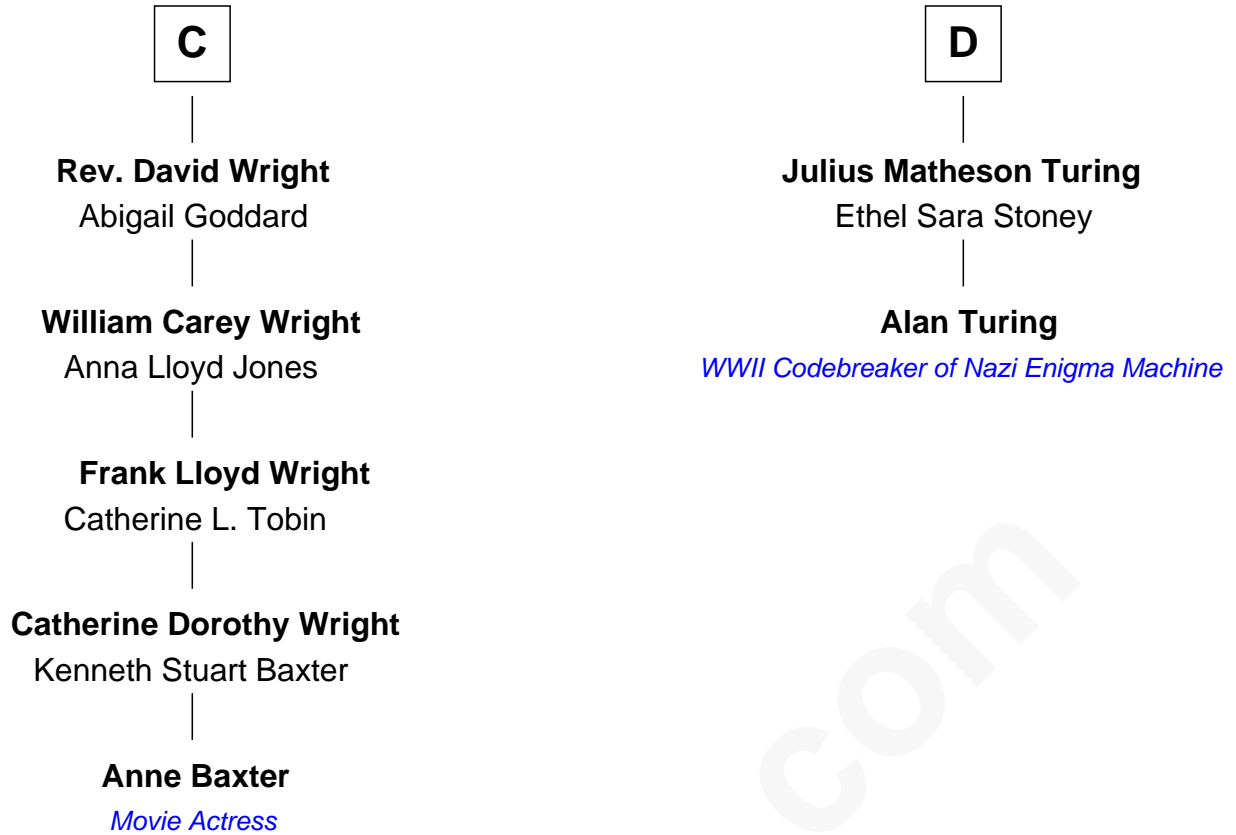 C
Rev. David Wright
Abigail Goddard
William Carey Wright
Anna Lloyd Jones
Frank Lloyd Wright
Catherine L. Tobin
Catherine Dorothy Wright
Kenneth Stuart Baxter
Anne Baxter
Movie Actress
D
Julius Matheson Turing
Ethel Sara Stoney
Alan Turing
WWII Codebreaker of Nazi Enigma Machine
com